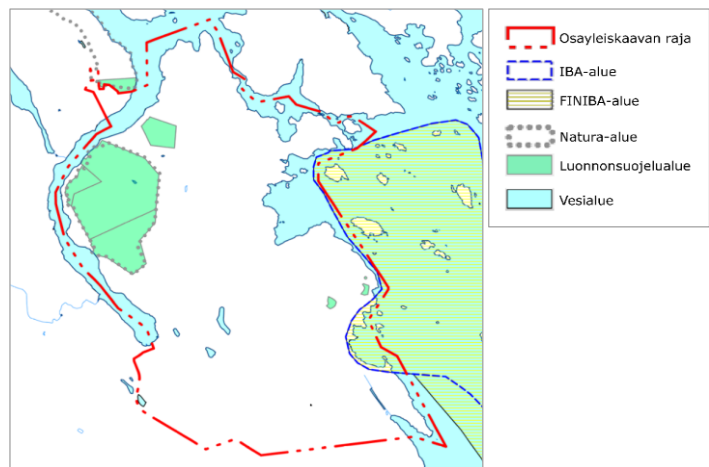 Osayleiskaavan raja
IBA-alue
FINIBA-alue
Natura-alue
Luonnonsuojelualue
Vesialue